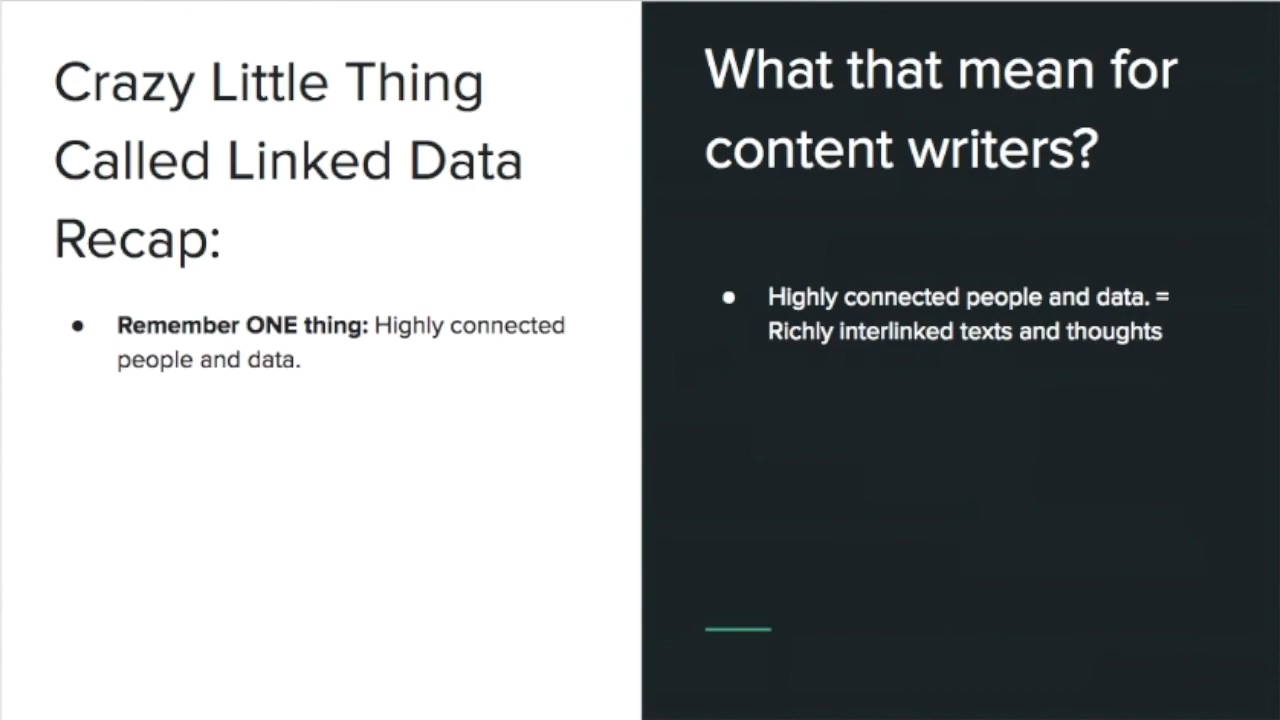 Crazy Little Thing
Called Linked Data
Recap:
● Remember ONE thing: Highly connected
people and data.
What that mean for
content writers?
● Highly connected people and data. =
Richly interlinked texts and thoughts